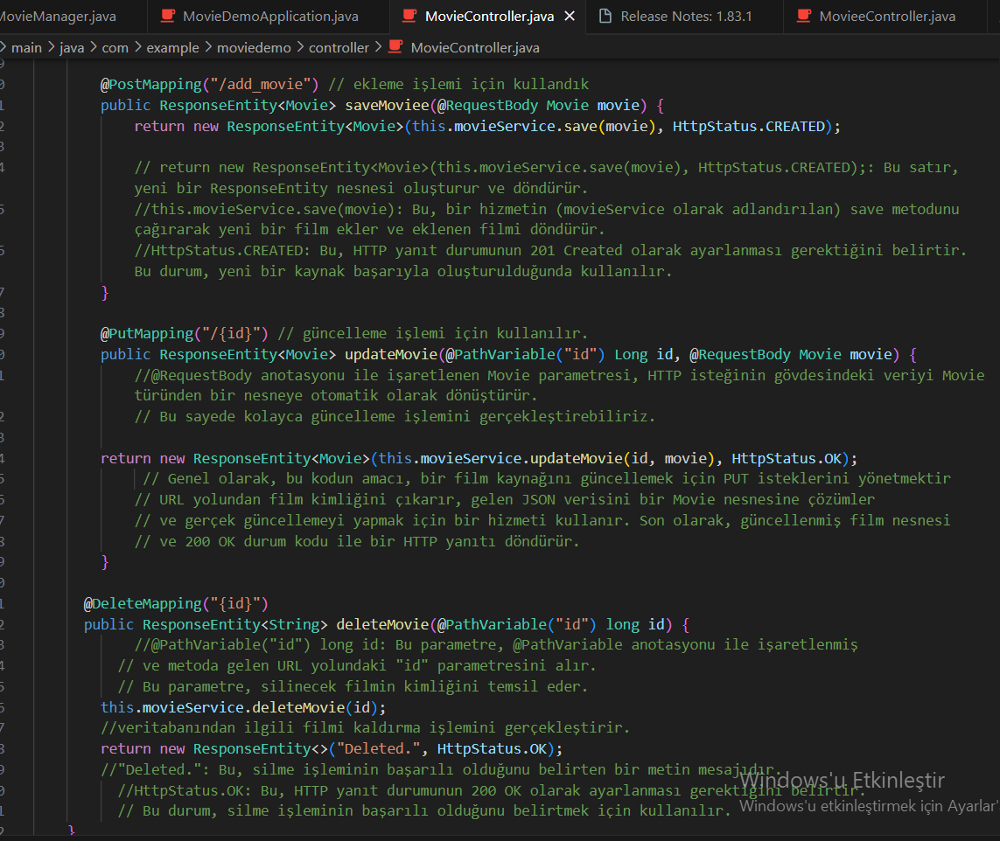 MovieManager.java MovieDemoApplication.java MovieController.java Release Notes: 1.83.1 MovieeController.java
main > java > com > example > moviedemo > controller > MovieController.java
@PostMapping("/add_movie") // ekleme işlemi için kullandık
public ResponseEntity<Movie> saveMoviee(@RequestBody Movie movie) {
return new ResponseEntity<Movie>(this.movieService.save(movie), HttpStatus.CREATED);
// return new ResponseEntity<Movie>(this.movieService.save(movie), HttpStatus.CREATED);: Bu satır,
yeni bir ResponseEntity nesnesi oluşturur ve döndürür.
//this.movieService.save(movie): Bu, bir hizmetin (movieService olarak adlandırılan) save metodunu
çağırarak yeni bir film ekler ve eklenen filmi döndürür.
//HttpStatus.CREATED: Bu, HTTP yanıt durumunun 201 Created olarak ayarlanması gerektiğini belirtir.
Bu durum, yeni bir kaynak başarıyla oluşturulduğunda kullanılır.
}
@PutMapping("/{id}") // güncelleme işlemi için kullanılır.
public ResponseEntity<Movie> updateMovie(@PathVariable("id") Long id, @RequestBody Movie movie) {
//@RequestBody anotasyonu ile işaretlenen Movie parametresi, HTTP isteğinin gövdesindeki veriyi Movie
türünden bir nesneye otomatik olarak dönüştürür.
// Bu sayede kolayca güncelleme işlemini gerçekleştirebiliriz.
return new ResponseEntity<Movie>(this.movieService.updateMovie(id, movie), HttpStatus.OK);
// Genel olarak, bu kodun amacı, bir film kaynağını güncellemek için PUT isteklerini yönetmektir
// URL yolundan film kimliğini çıkarır, gelen JSON verisini bir Movie nesnesine çözümler
// ve gerçek güncellemeyi yapmak için bir hizmeti kullanır. Son olarak, güncellenmiş film nesnesi
// ve 200 OK durum kodu ile bir HTTP yanıtı döndürür.
}
@DeleteMapping("{id}")
public ResponseEntity<String> deleteMovie(@PathVariable("id") long id) {
//@PathVariable("id") long id: Bu parametre, @PathVariable anotasyonu ile işaretlenmiş
// ve metoda gelen URL yolundaki "id" parametresini alır.
// Bu parametre, silinecek filmin kimliğini temsil eder.
this.movieService.deleteMovie(id);
//veritabanından ilgili filmi kaldırma işlemini gerçekleştirir.
return new ResponseEntity<>("Deleted.", HttpStatus.OK);
//"Deleted.": Bu, silme işleminin başarılı olduğunu belirten bir metin mesajıdır.
Windows'u Etkinleştir
//HttpStatus.OK: Bu, HTTP yanıt durumunun 200 OK olarak ayarlanması gerektiğini belirtir.
Windows'u etkinleştirmek için Ayarlar'
// Bu durum, silme işleminin başarılı olduğunu belirtmek için kullanılır.
}